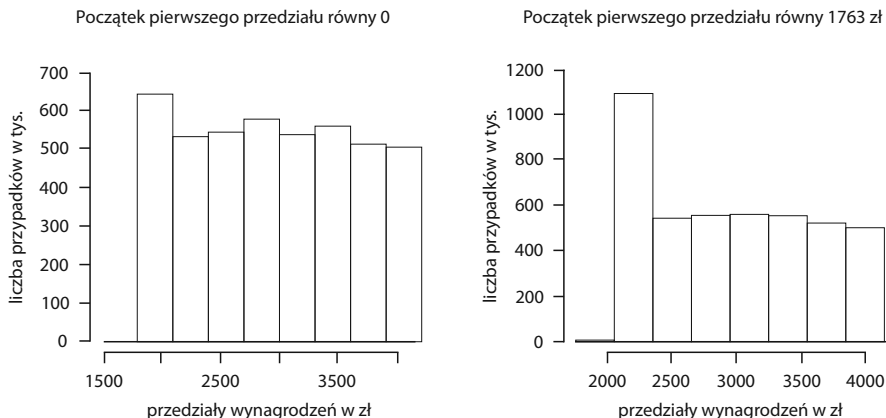 Początek pierwszego przedziału równy 0
700
600
500
400
300
200
100
0
liczba przypadków w tys.
1500 2500 3500
przedziały wynagrodzeń w zł
Początek pierwszego przedziału równy 1763 zł
1200
1000
800
600
400
200
0
liczba przypadków w tys.
2000 2500 3000 3500 4000
przedziały wynagrodzeń w zł